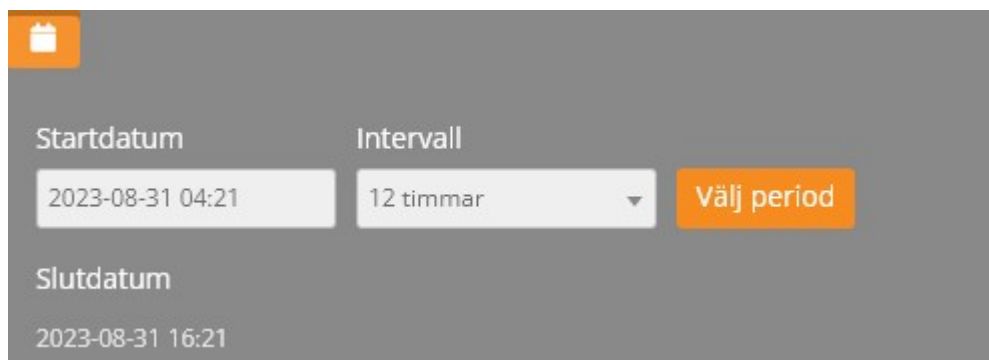 Startdatum Intervall
2023-08-31 04:21 12 timmar Välj period
Slutdatum
2023-08-31 16:21